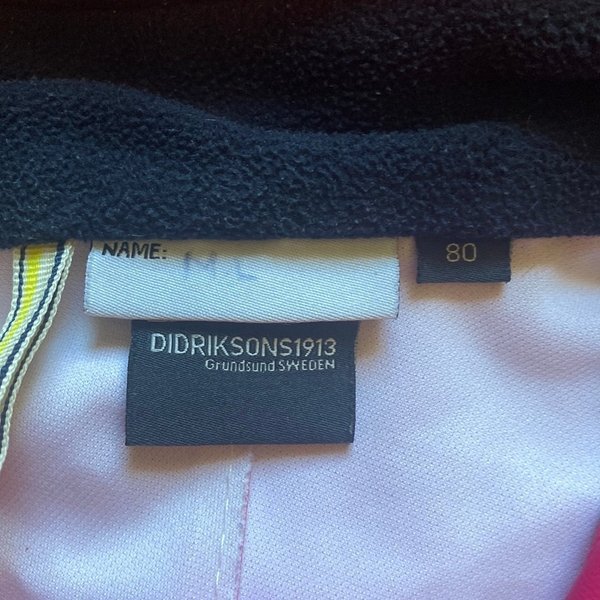 NAME: M L
80
DIDRIKSONS1913
Grundsund SWEDEN